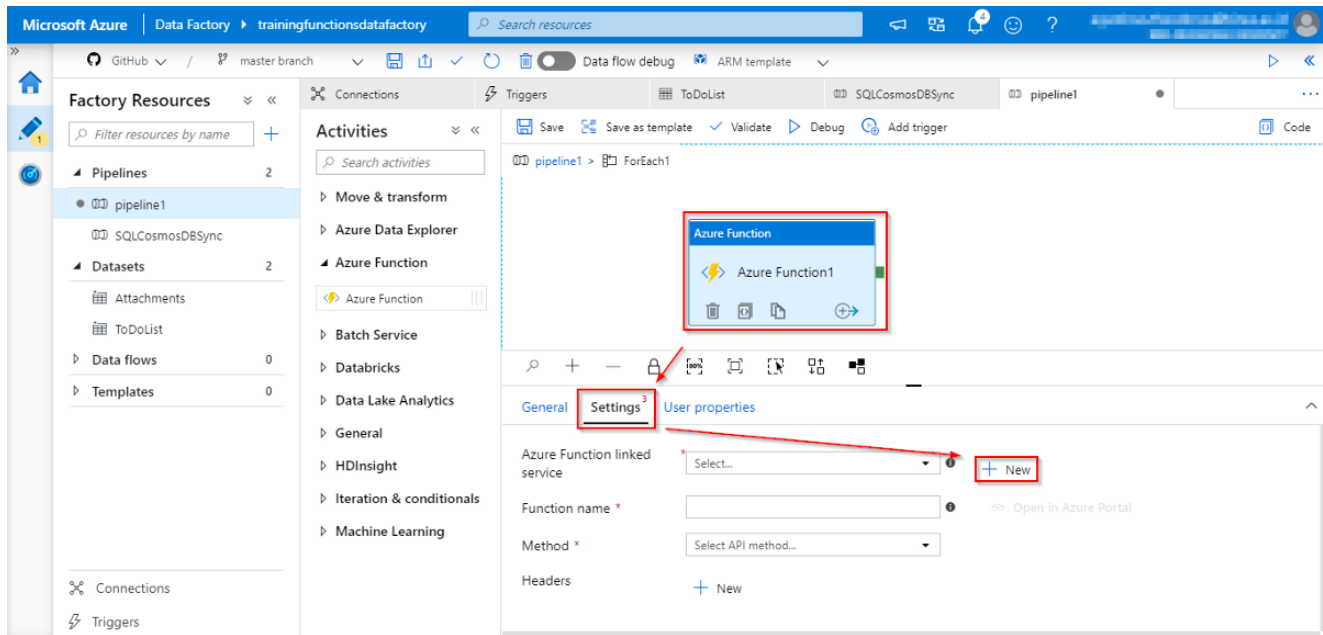 Microsoft Azure
Data Factory
trainingfunctionsdatafactory
Search resources
4
?
»
GitHub
/
master branch
Data flow debug
ARM template
1
Factory Resources
Filter resources by name
Pipelines 2
pipeline1
SQLCosmosDBSync
Datasets 2
Attachments
ToDoList
Data flows 0
Templates 0
Connections
Triggers
Connections
Triggers
ToDoList
SQLCosmosDBSync
pipeline1
Activities
Search activities
Move & transform
Azure Data Explorer
Azure Function
Azure Function
Batch Service
Databricks
Data Lake Analytics
General
HDInsight
Iteration & conditionals
Machine Learning
Save
Save as template
Validate
Debug
Add trigger
Code
pipeline1 > ForEach1
Azure Function
Azure Function1
100%
General
Settings 3
User properties
Azure Function linked
service *
Select...
New
Function name *
Open in Azure Portal
Method *
Select API method...
Headers
New